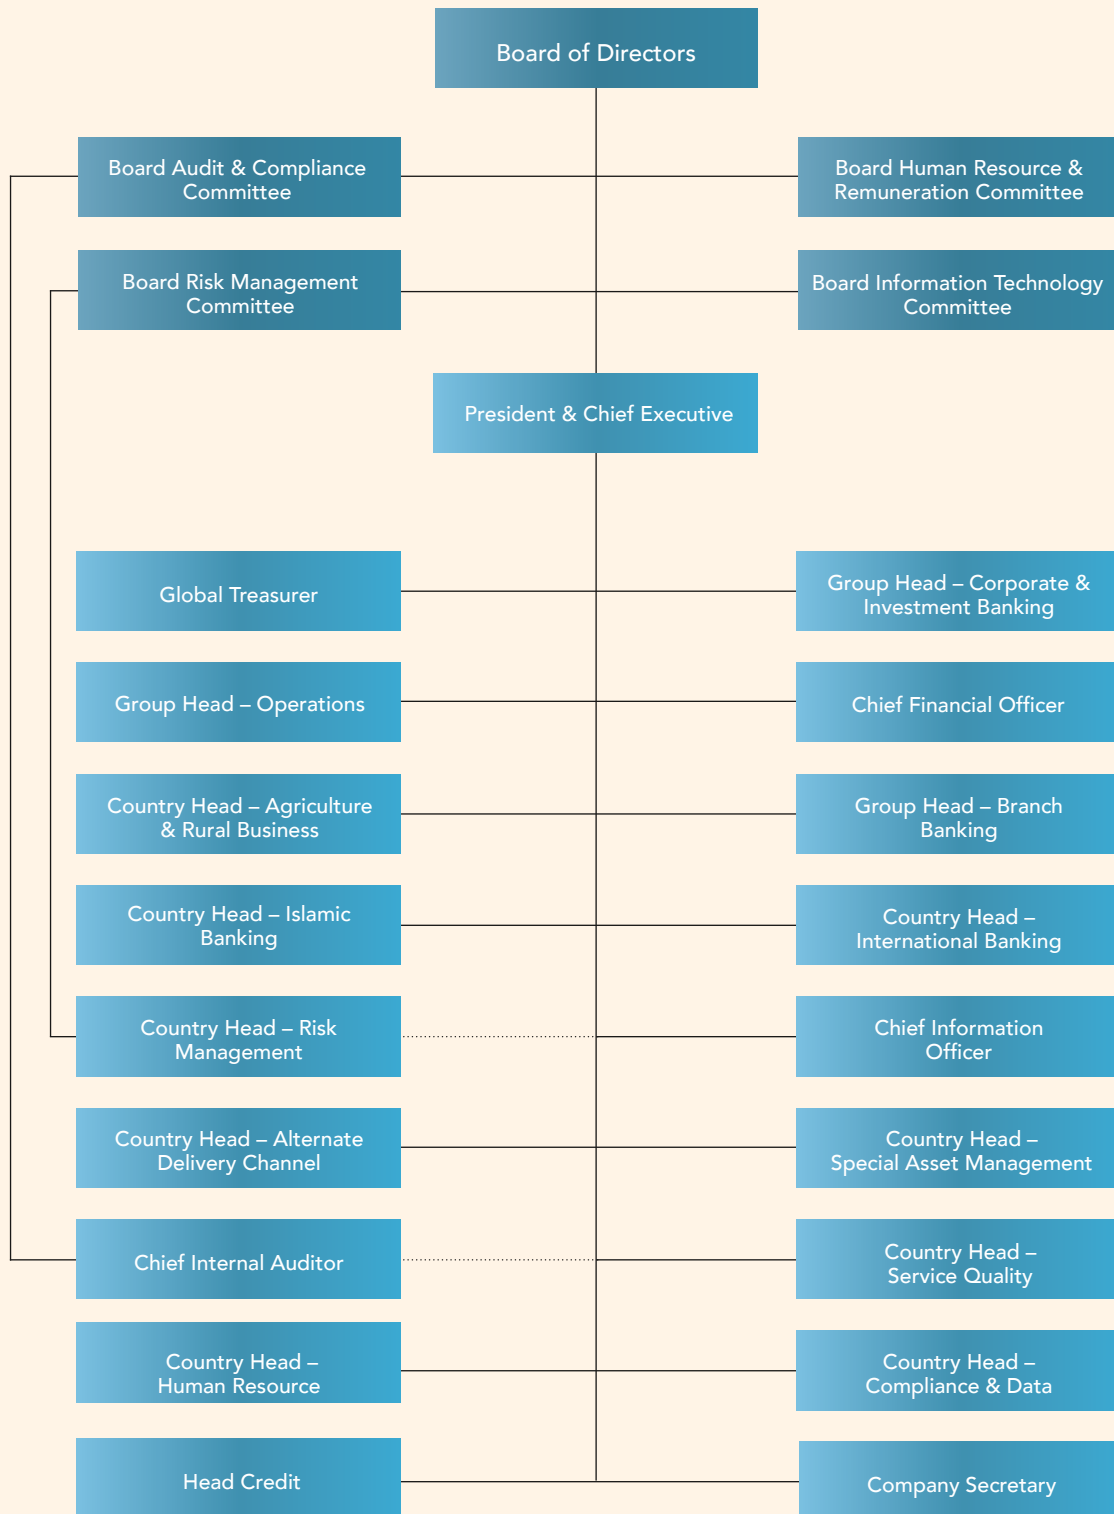 Board of Directors
Board Audit & Compliance
Committee
Board Human Resource &
Remuneration Committee
Board Risk Management
Committee
Board Information Technology
Committee
President & Chief Executive
Global Treasurer
Group Head – Corporate &
Investment Banking
Group Head – Operations
Chief Financial Officer
Country Head – Agriculture
& Rural Business
Group Head – Branch
Banking
Country Head – Islamic
Banking
Country Head –
International Banking
Country Head – Risk
Management
Chief Information
Officer
Country Head – Alternate
Delivery Channel
Country Head –
Special Asset Management
Chief Internal Auditor
Country Head –
Service Quality
Country Head –
Human Resource
Country Head –
Compliance & Data
Head Credit
Company Secretary